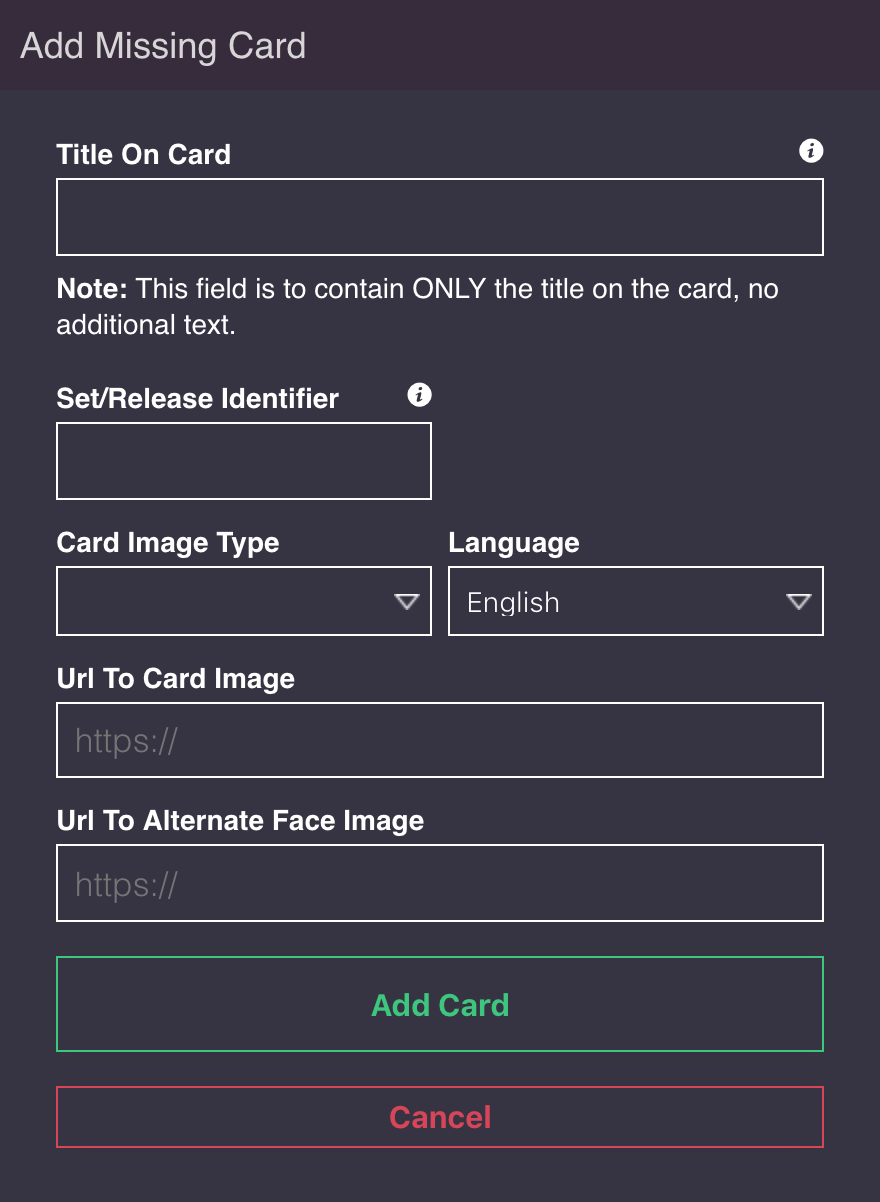 Add Missing Card
Title On Card
Note: This field is to contain ONLY the title on the card, no
additional text.
Set/Release Identifier
Card Image Type
Language
English
Url To Card Image
https://
Url To Alternate Face Image
https://
Add Card
Cancel